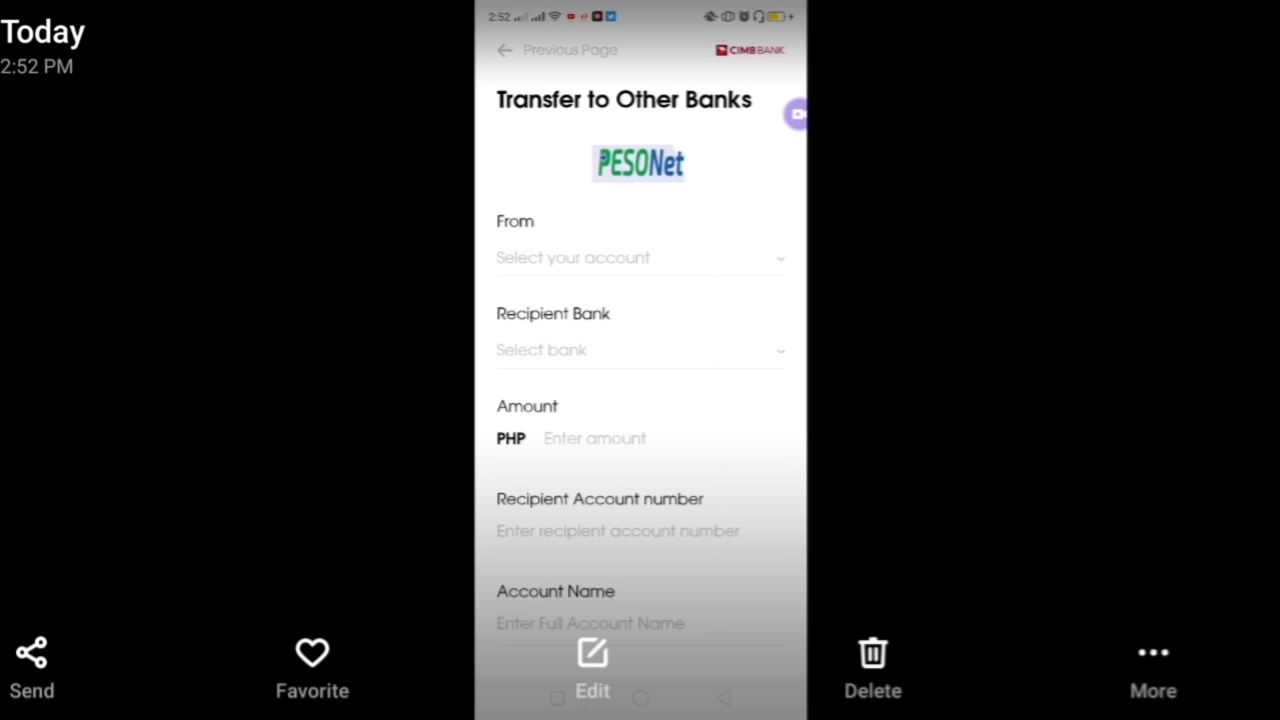 Today
2:52 PM
2:52
Previous Page
CIMB BANK
Transfer to Other Banks
PESONet
From
Select your account
Recipient Bank
Select bank
Amount
PHP Enter amount
Recipient Account number
Enter recipient account number
Account Name
Enter Full Account Name
Send
Favorite
Edit
Delete
More